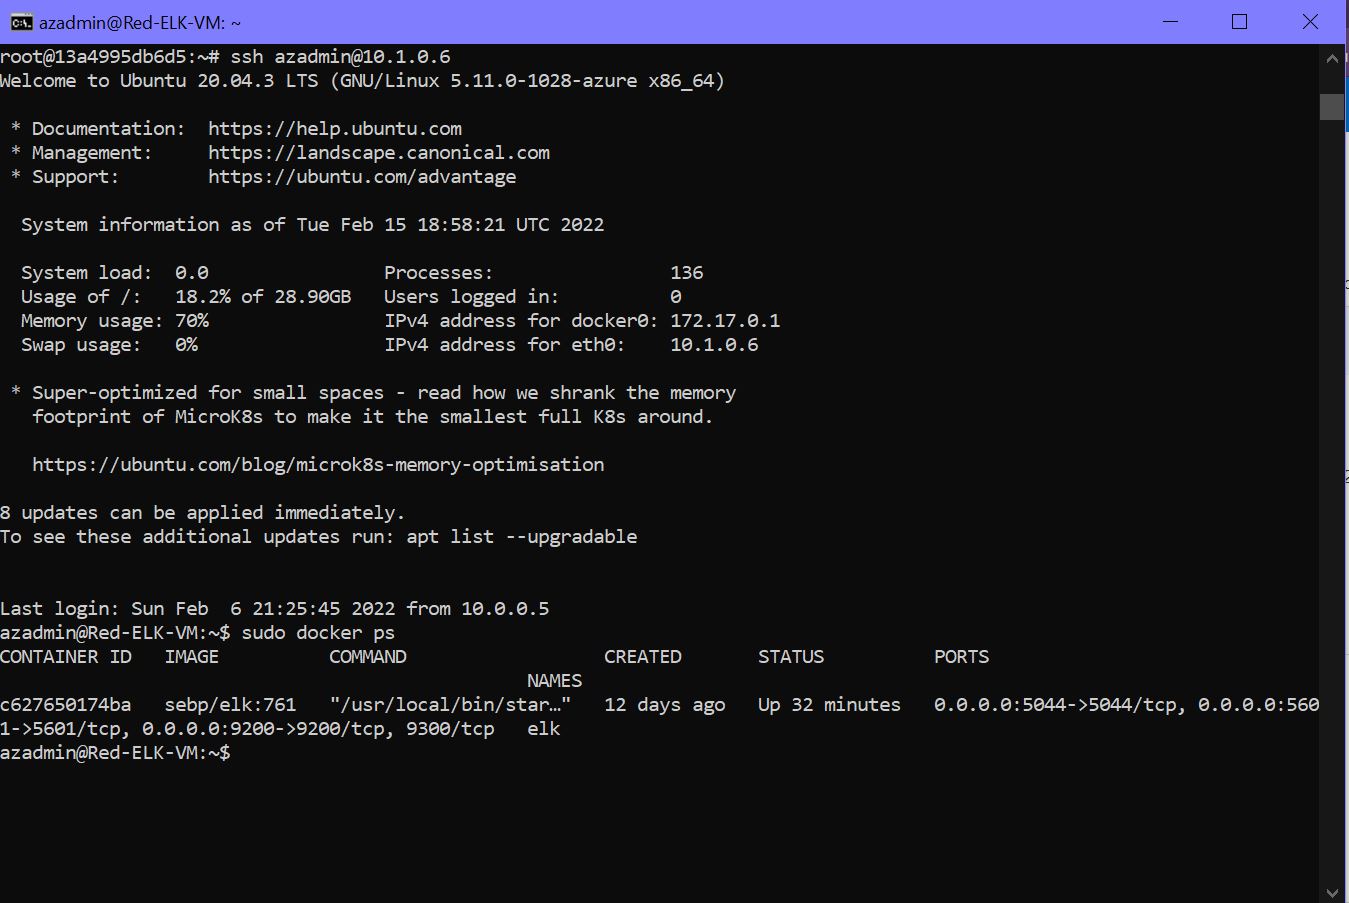 azadmin@Red-ELK-VM: ~
root@13a4995db6d5:~# ssh azadmin@10.1.0.6
Welcome to Ubuntu 20.04.3 LTS (GNU/Linux 5.11.0-1028-azure x86_64)
* Documentation:  https://help.ubuntu.com
* Management:     https://landscape.canonical.com
* Support:        https://ubuntu.com/advantage
System information as of Tue Feb 15 18:58:21 UTC 2022
System load:  0.0                Processes:                136
Usage of /:   18.2% of 28.90GB   Users logged in:          0
Memory usage: 70%                IPv4 address for docker0: 172.17.0.1
Swap usage:   0%                 IPv4 address for eth0:    10.1.0.6
* Super-optimized for small spaces - read how we shrank the memory
footprint of MicroK8s to make it the smallest full K8s around.
https://ubuntu.com/blog/microk8s-memory-optimisation
8 updates can be applied immediately.
To see these additional updates run: apt list --upgradable
Last login: Sun Feb  6 21:25:45 2022 from 10.0.0.5
azadmin@Red-ELK-VM:~$ sudo docker ps
CONTAINER ID   IMAGE          COMMAND                  CREATED       STATUS          PORTS
NAMES
c627650174ba   sebp/elk:761   "/usr/local/bin/star…"   12 days ago   Up 32 minutes   0.0.0.0:5044->5044/tcp, 0.0.0.0:560
1->5601/tcp, 0.0.0.0:9200->9200/tcp, 9300/tcp   elk
azadmin@Red-ELK-VM:~$